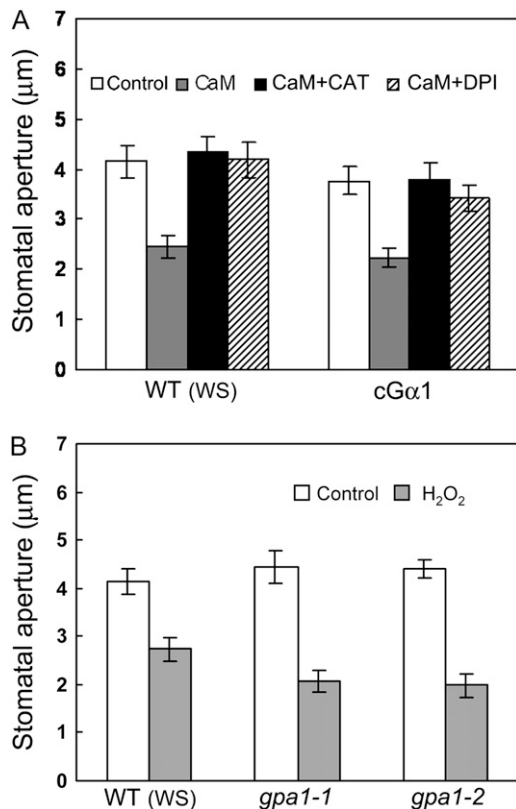 A
Stomatal aperture (μm)
7
6
5
4
3
2
1
0
Control CaM CaM+CAT CaM+DPI
WT (WS) cGα1
B
Stomatal aperture (μm)
7
6
5
4
3
2
1
0
Control H₂O₂
WT (WS) gpa1-1 gpa1-2